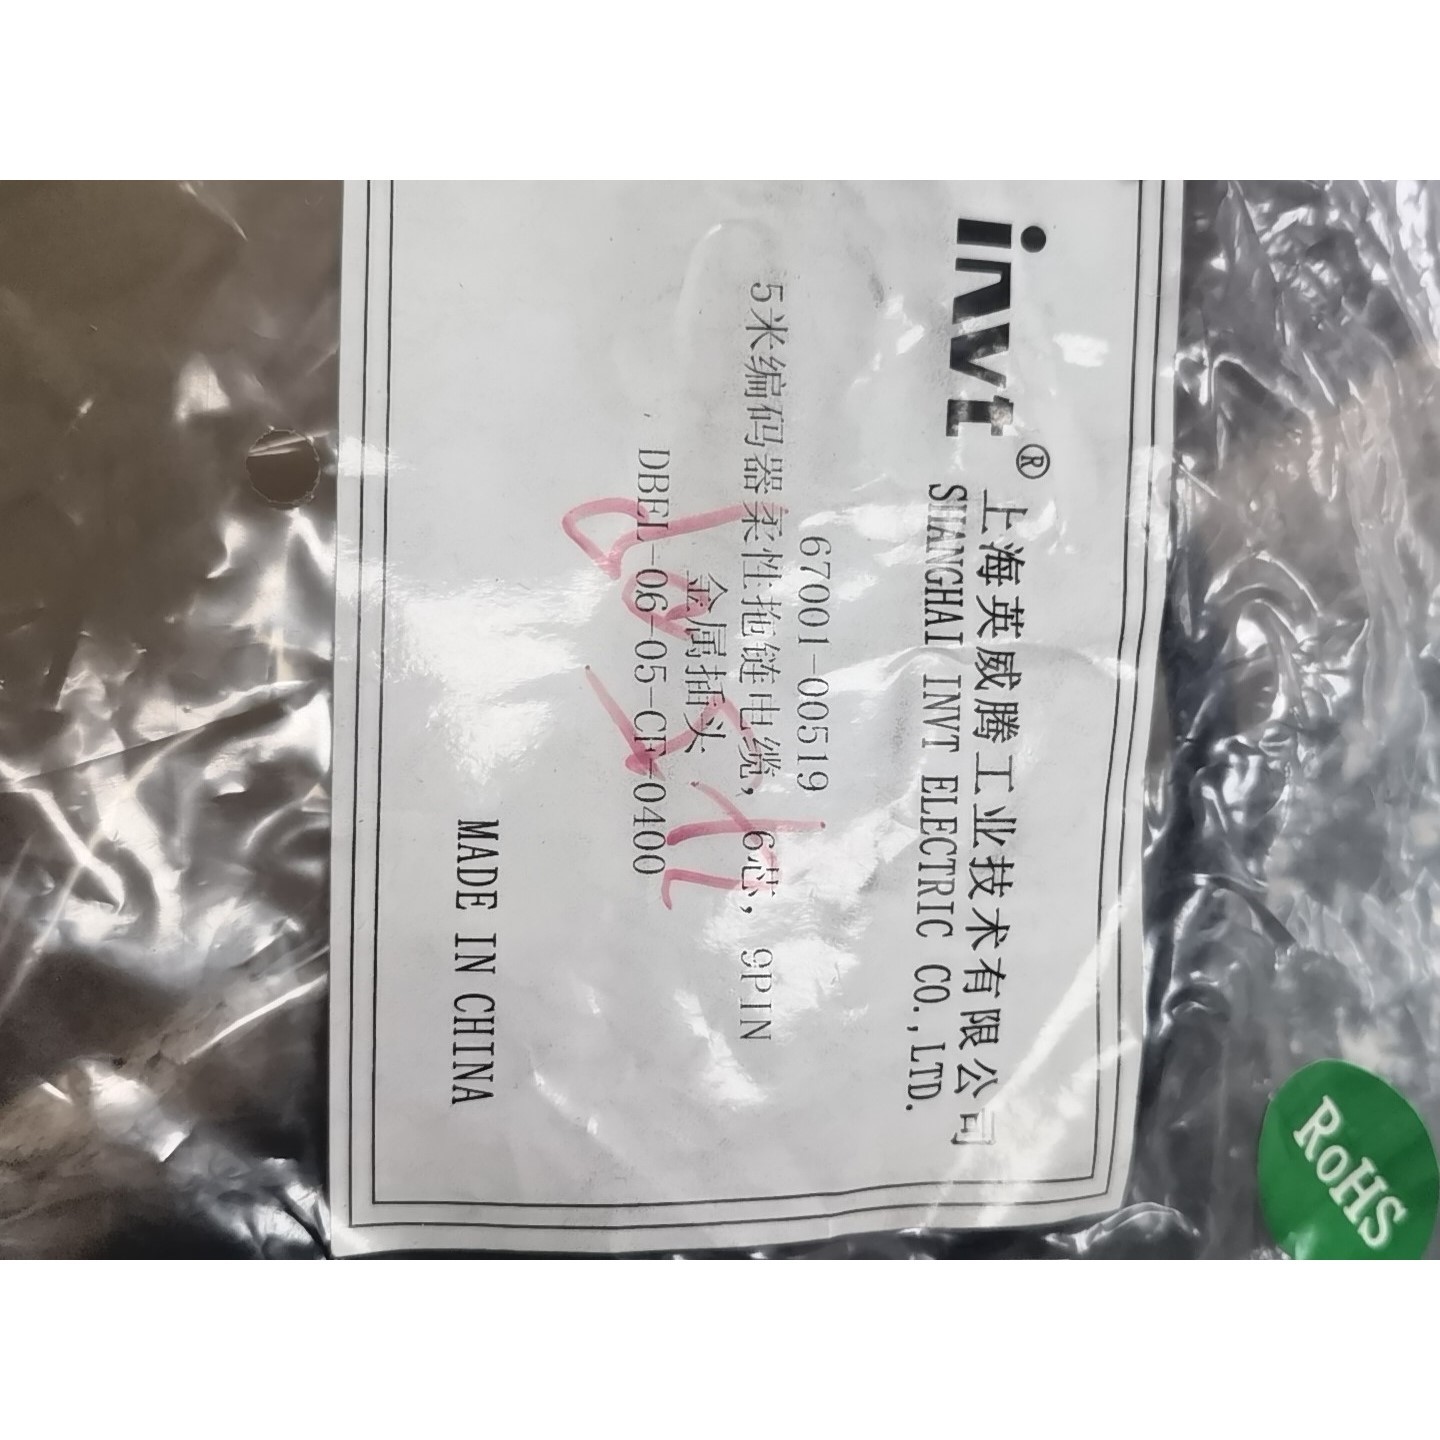 invt®
上海英威腾工业技术有限公司
SHANGHAI INVT ELECTRIC CO.,LTD.
67001-00519
5米编码器柔性拖链电缆,6芯,9PIN
金属插头
DBEL-06-05-CF-0400
MADE IN CHINA
RoHS